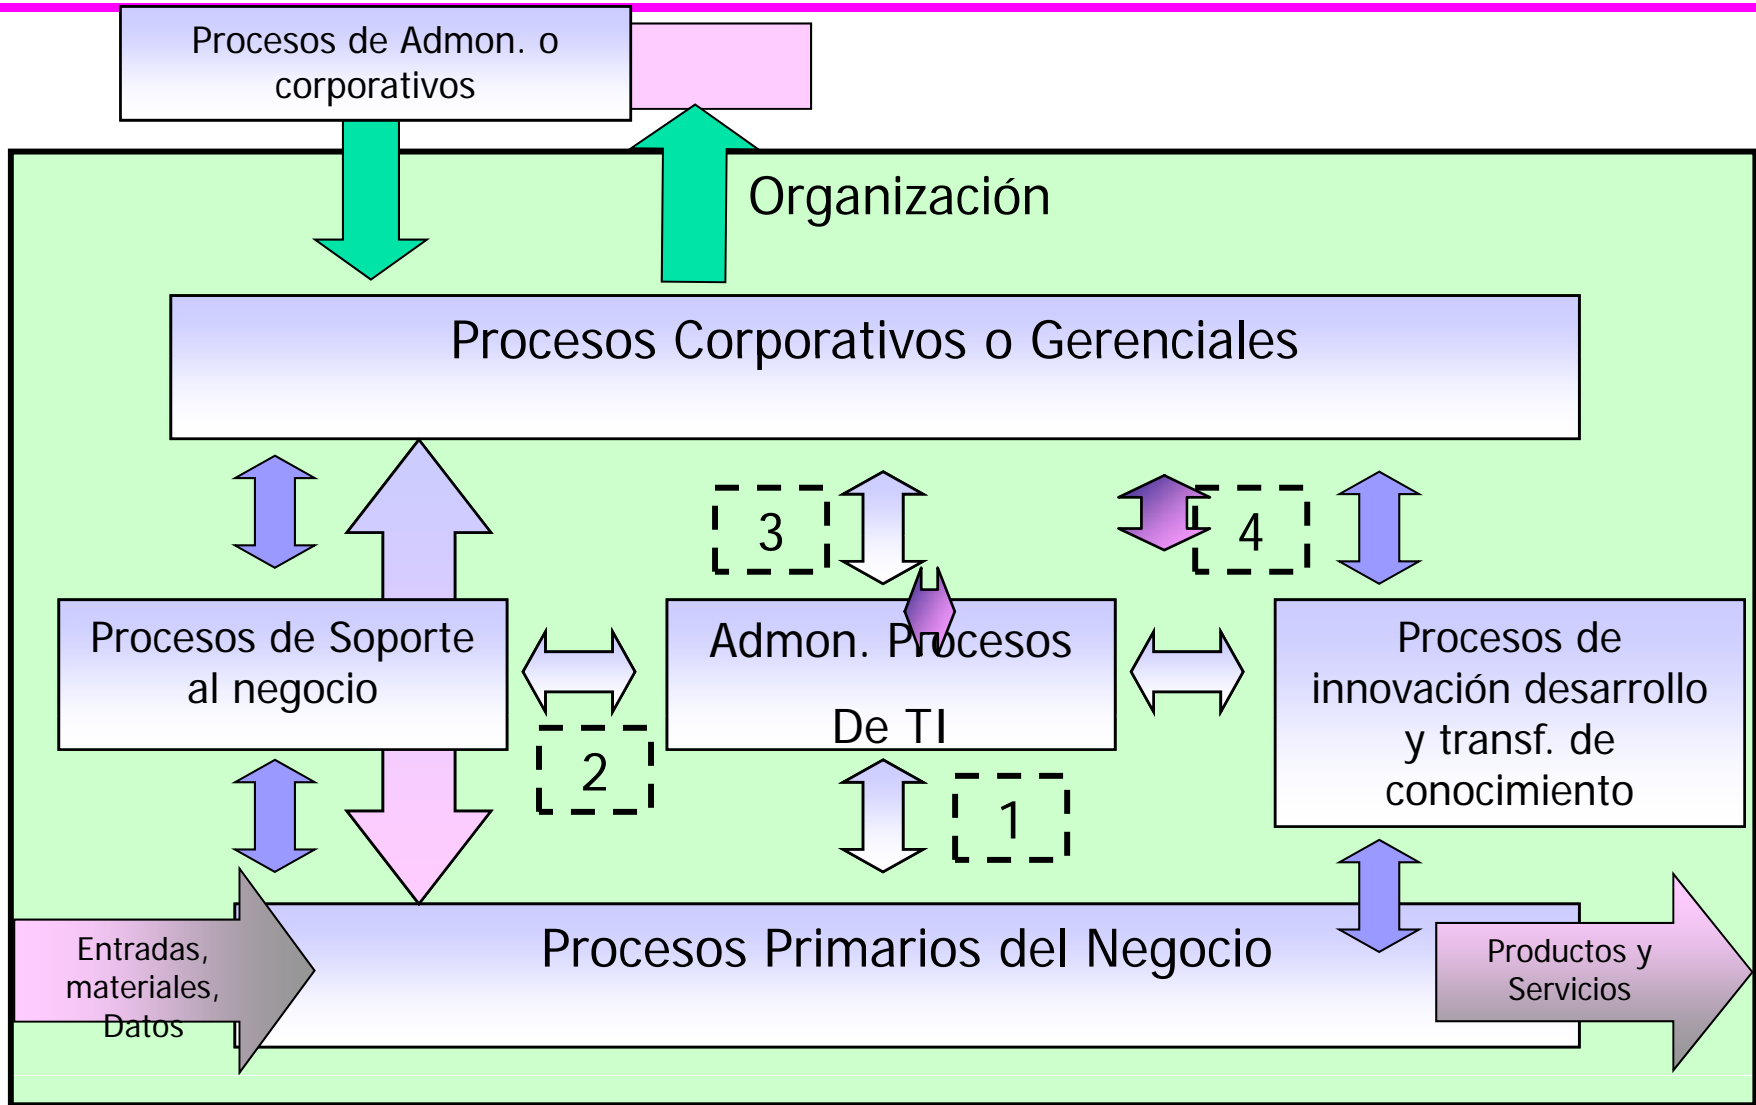 Procesos de Admon. o
corporativos
Organización
Procesos Corporativos o Gerenciales
3
4
Procesos de Soporte
al negocio
Admon. Procesos
De TI
Procesos de
innovación desarrollo
y transf. de
conocimiento
2
1
Entradas,
materiales,
Datos
Procesos Primarios del Negocio
Productos y
Servicios